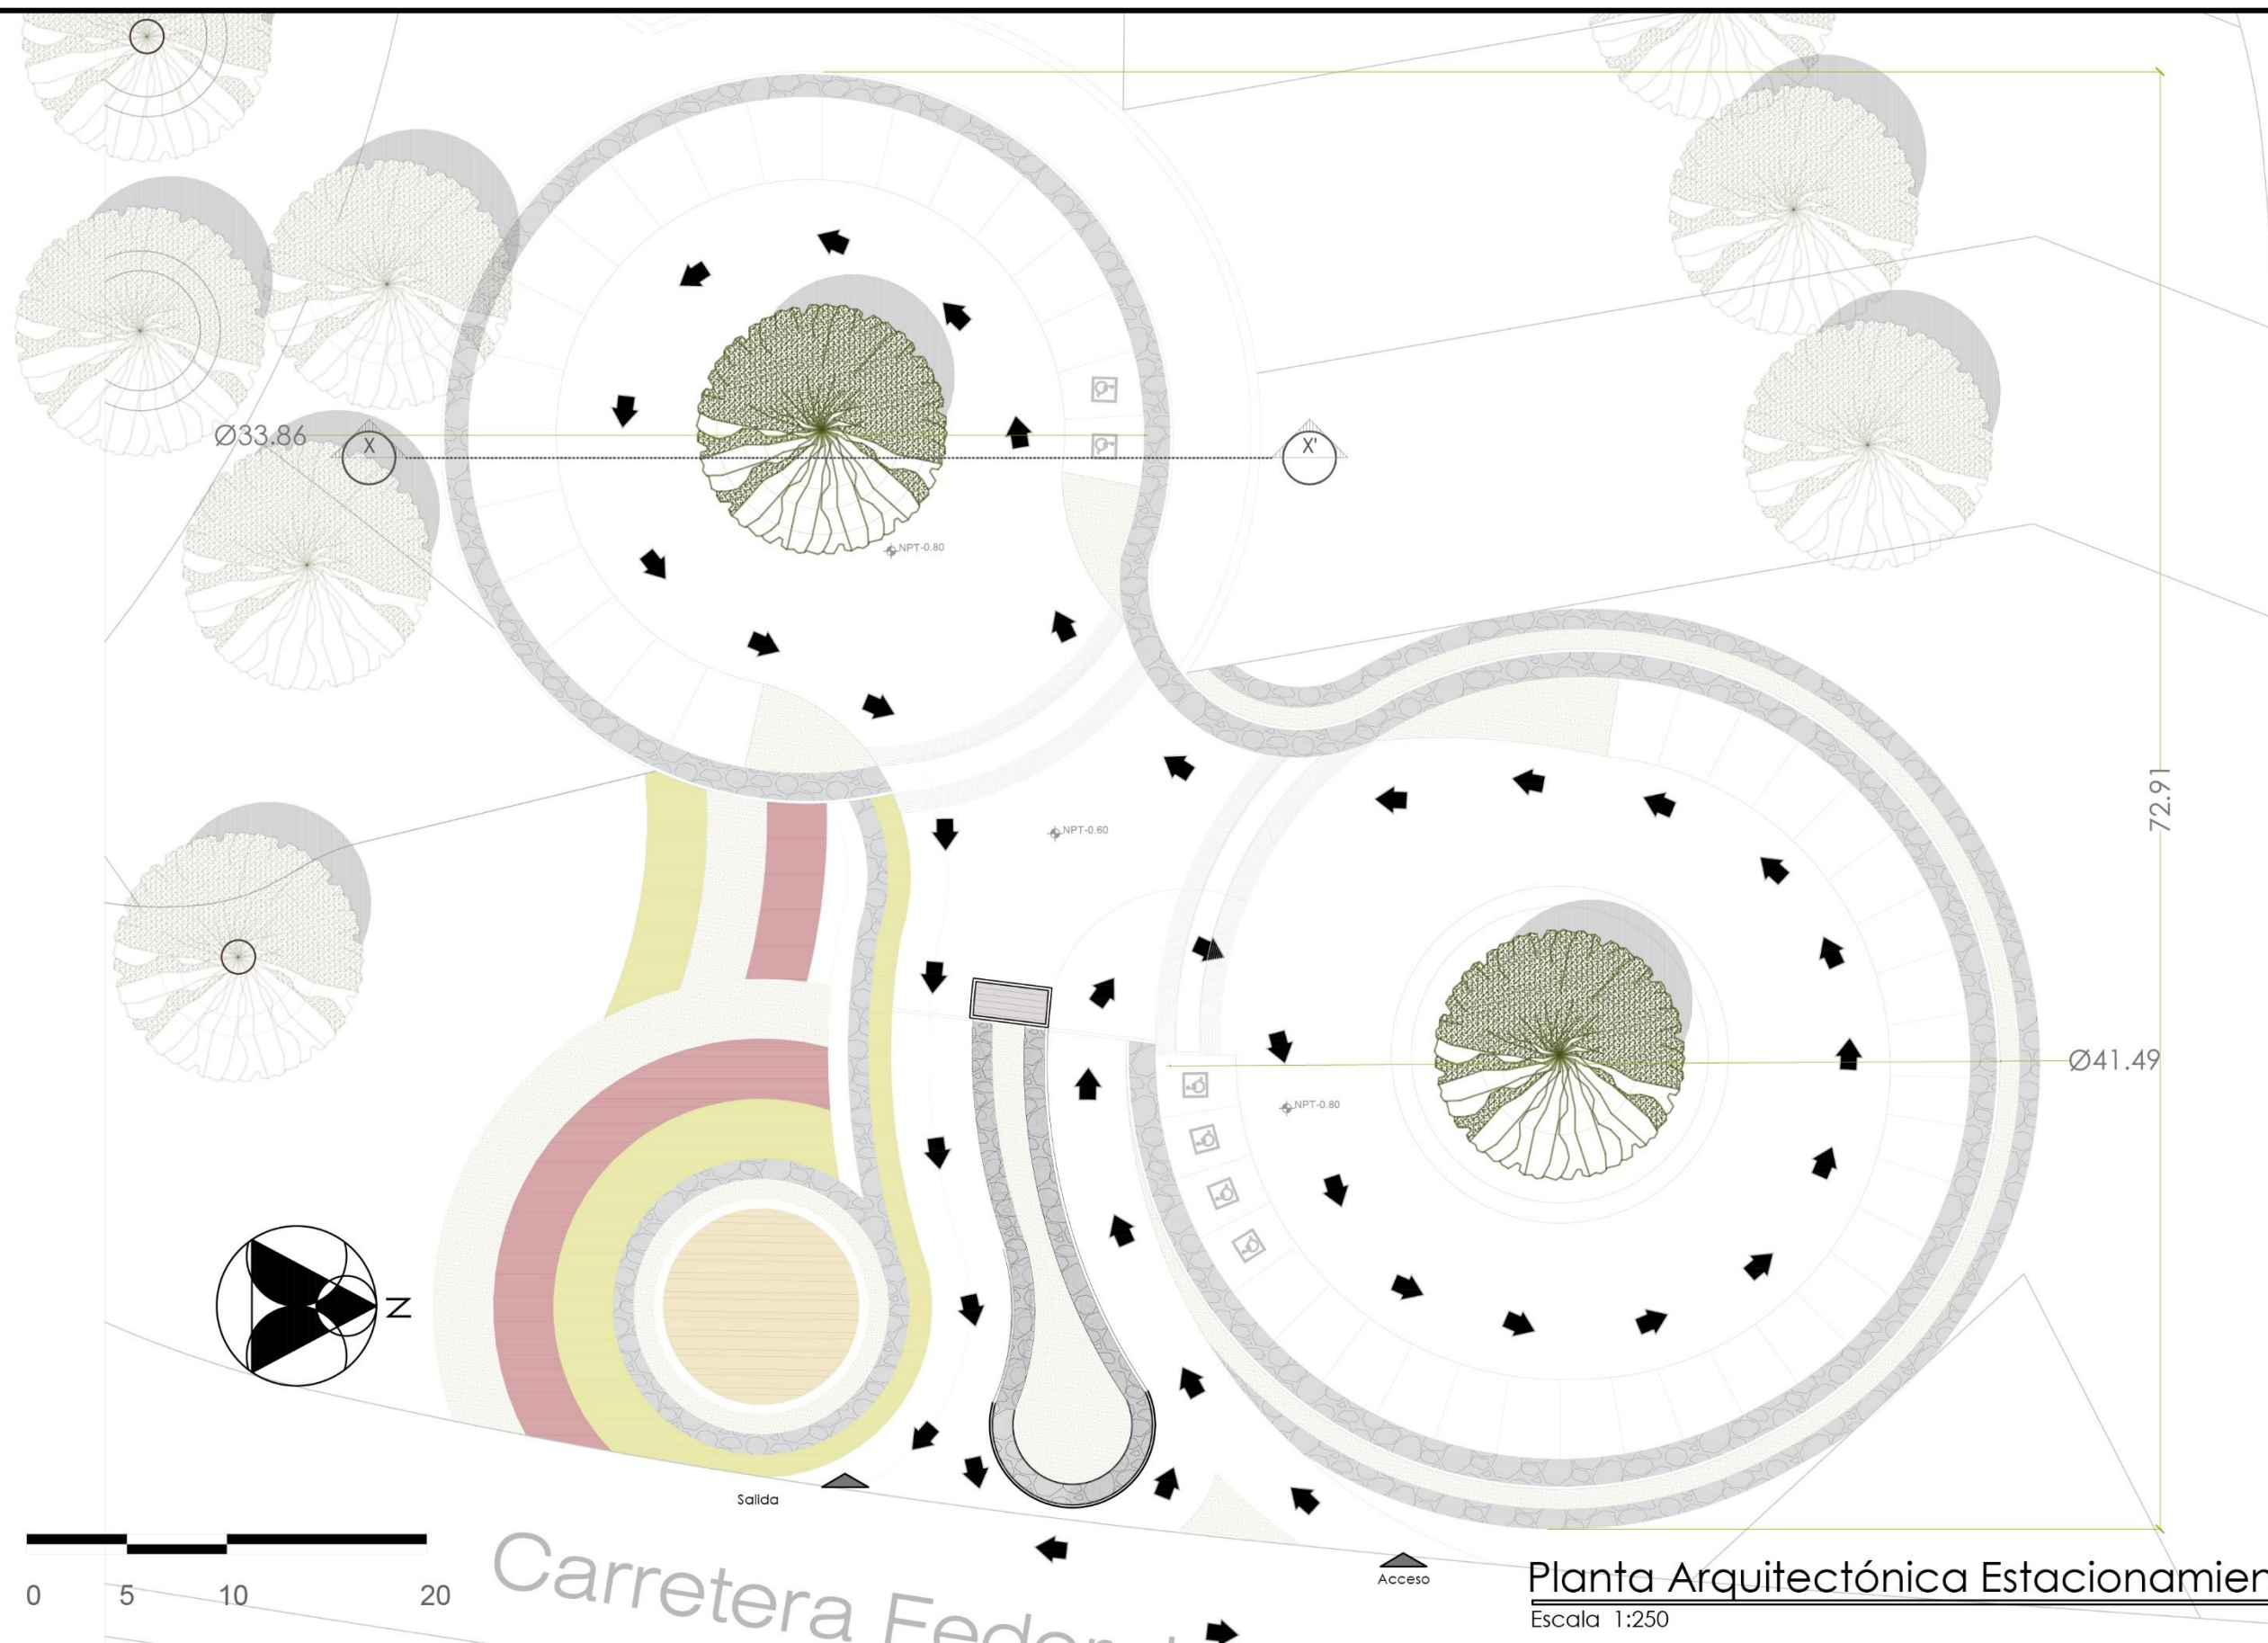 Ø33.86
X
X'
NPT-0.80
72.91
NPT-0.60
Ø41.49
NPT-0.80
N
Salida
Acceso
0 5 10 20
Carretera
Planta Arquitectónica
Escala 1:250